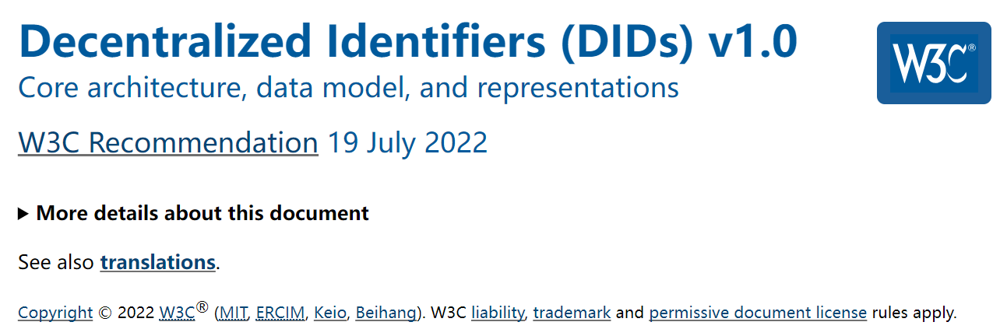 Decentralized Identifiers (DIDs) v1.0
W3C®
Core architecture, data model, and representations
W3C Recommendation 19 July 2022
▶ More details about this document
See also translations.
Copyright © 2022 W3C® (MIT, ERCIM, Keio, Beihang). W3C liability, trademark and permissive document license rules apply.